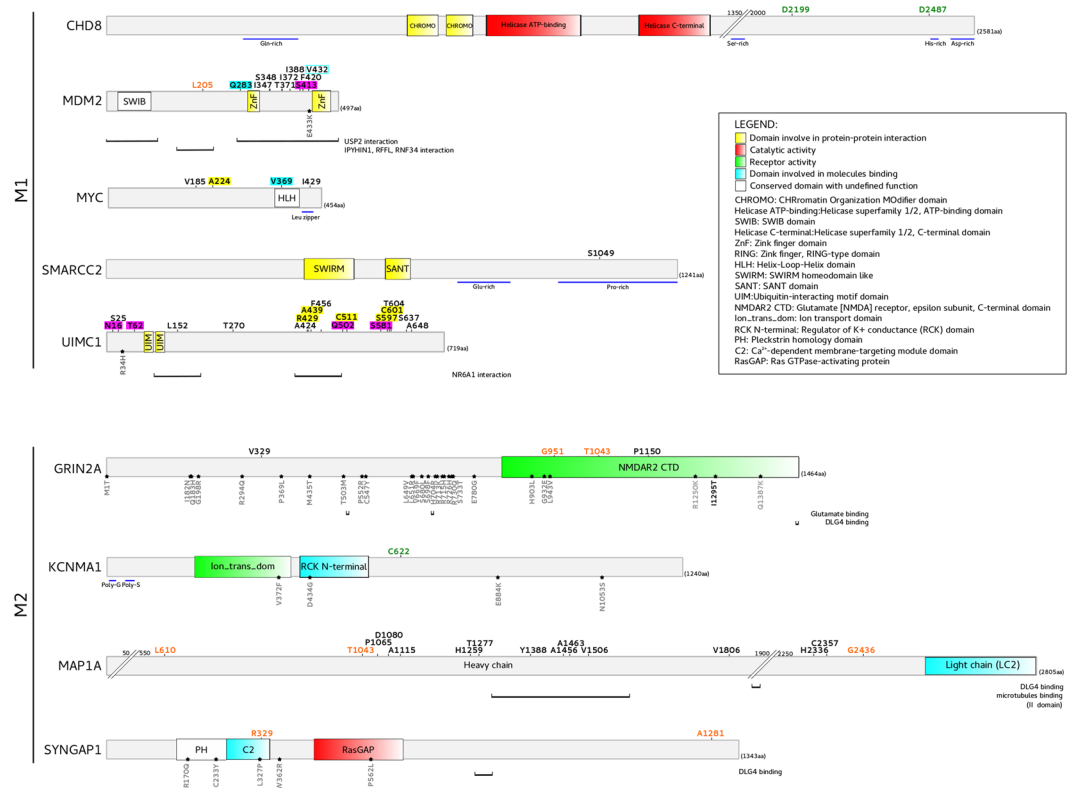 M1
CHD8
CHROMO
CHROMO
Helicase ATP-binding
Helicase C-terminal
1350
2000
D2199
D2487
(2581aa)
Gln-rich
Ser-rich
His-rich
Asp-rich
MDM2
SWIB
L205
I388 V432
S348 I372 F420
Q283 I347 T371 S413
ZnF
ZnF
E433K
(497aa)
USP2 interaction
IPYHIN1, RFFL, RNF34 interaction
MYC
V185 A224
V369
I429
HLH
(454aa)
Leu zipper
SMARCC2
SWIRM
SANT
S1049
(1241aa)
Glu-rich
Pro-rich
UIMC1
S25
N16 T62
L152
T270
F456
A439
R429
A424
C511
Q502
T604
C601
S597 S637
S581
A648
UIM
UIM
R34H
(719aa)
NR6A1 interaction
LEGEND:
Domain involve in protein-protein interaction
Catalytic activity
Receptor activity
Domain involved in molecules binding
Conserved domain with undefined function
CHROMO: CHRromatin Organization MOdifier domain
Helicase ATP-binding:Helicase superfamily 1/2, ATP-binding domain
SWIB: SWIB domain
Helicase C-terminal:Helicase superfamily 1/2, C-terminal domain
ZnF: Zink finger domain
RING: Zink finger, RING-type domain
HLH: Helix-Loop-Helix domain
SWIRM: SWIRM homeodomain like
SANT: SANT domain
UIM:Ubiquitin-interacting motif domain
NMDAR2 CTD: Glutamate [NMDA] receptor, epsilon subunit, C-terminal domain
Ion_trans_dom: Ion transport domain
RCK N-terminal: Regulator of K+ conductance (RCK) domain
PH: Pleckstrin homology domain
C2: Ca²⁺-dependent membrane-targeting module domain
RasGAP: Ras GTPase-activating protein
M2
GRIN2A
V329
G951
T1043
P1150
NMDAR2 CTD
(1464aa)
M1T
I184N
Q183H
G198R
R294Q
P369L
M435T
T503M
P552R
C547Y
E780G
H903L
G932E
L943V
R1250K
I1295T
Q1387K
Glutamate binding
DLG4 binding
KCNMA1
Ion_trans_dom
RCK N-terminal
C622
(1240aa)
Poly-G Poly-S
V372F
D434G
E884K
N1053S
MAP1A
50
550
L610
D1080
P1065
T1043
A1115
T1277
H1259
Y1388
A1463
A1456 V1506
V1806
1900
2250
C2357
H2336
G2436
Heavy chain
Light chain (LC2)
(2805aa)
DLG4 binding
microtubules binding
(II domain)
SYNGAP1
PH
C2
R329
RasGAP
A1281
(1343aa)
R170Q
C233Y
L327P
W362R
P562L
DLG4 binding